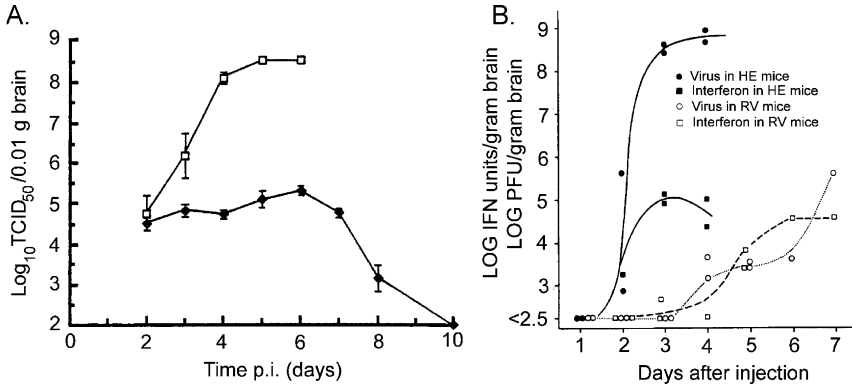 A.
Log10TCID50/0.01 g brain
9
8
7
6
5
4
3
2
0 2 4 6 8 10
Time p.i. (days)
B.
LOG IFN units/gram brain
LOG PFU/gram brain
9
8
7
6
5
4
3
<2.5
Virus in HE mice
Interferon in HE mice
Virus in RV mice
Interferon in RV mice
1 2 3 4 5 6 7
Days after injection